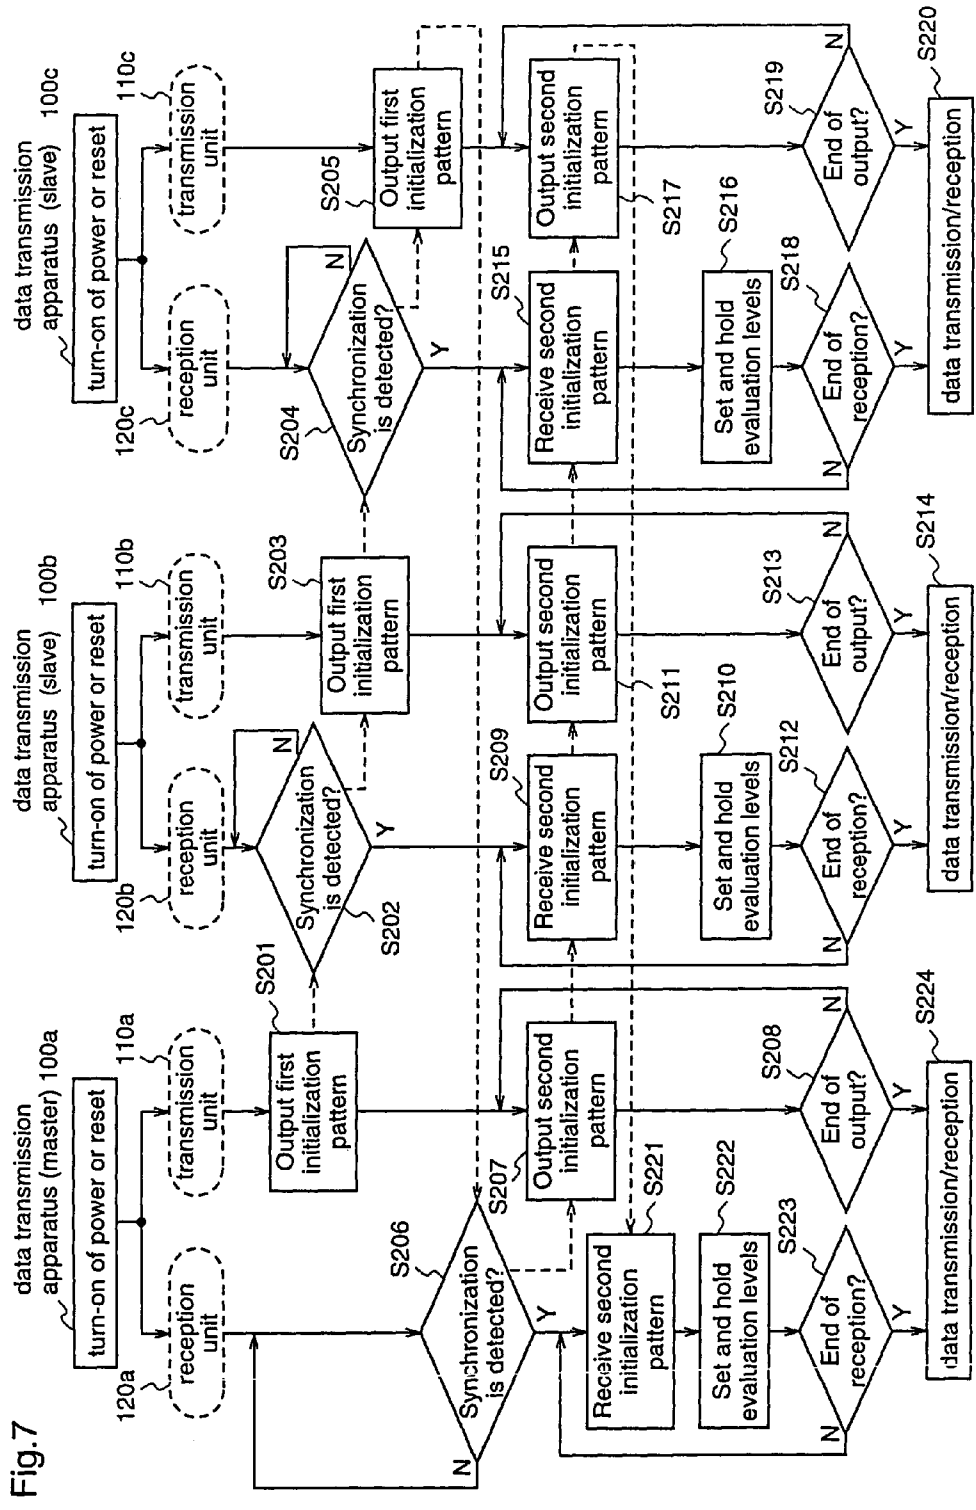 Fig.7
data transmission
apparatus (master) 100a
turn-on of power or reset
120a
reception
unit
110a
transmission
unit
S201
Output first
initialization
pattern
S206
Synchronization
is detected?
N
Y
S207
Output second
initialization
pattern
S221
Receive second
initialization
pattern
S222
Set and hold
evaluation levels
S223
End of
reception?
N
Y
S208
End of
output?
N
Y
S224
data transmission/reception
data transmission
apparatus (slave) 100b
turn-on of power or reset
120b
reception
unit
110b
transmission
unit
S202
Synchronization
is detected?
N
Y
S203
Output first
initialization
pattern
S209
Receive second
initialization
pattern
S211
Output second
initialization
pattern
S210
Set and hold
evaluation levels
S212
End of
reception?
N
Y
S213
End of
output?
N
Y
S214
data transmission/reception
data transmission
apparatus (slave) 100c
turn-on of power or reset
120c
reception
unit
110c
transmission
unit
S204
Synchronization
is detected?
N
Y
S205
Output first
initialization
pattern
S215
Receive second
initialization
pattern
S217
Output second
initialization
pattern
S216
Set and hold
evaluation levels
S218
End of
reception?
N
Y
S219
End of
output?
N
Y
S220
data transmission/reception